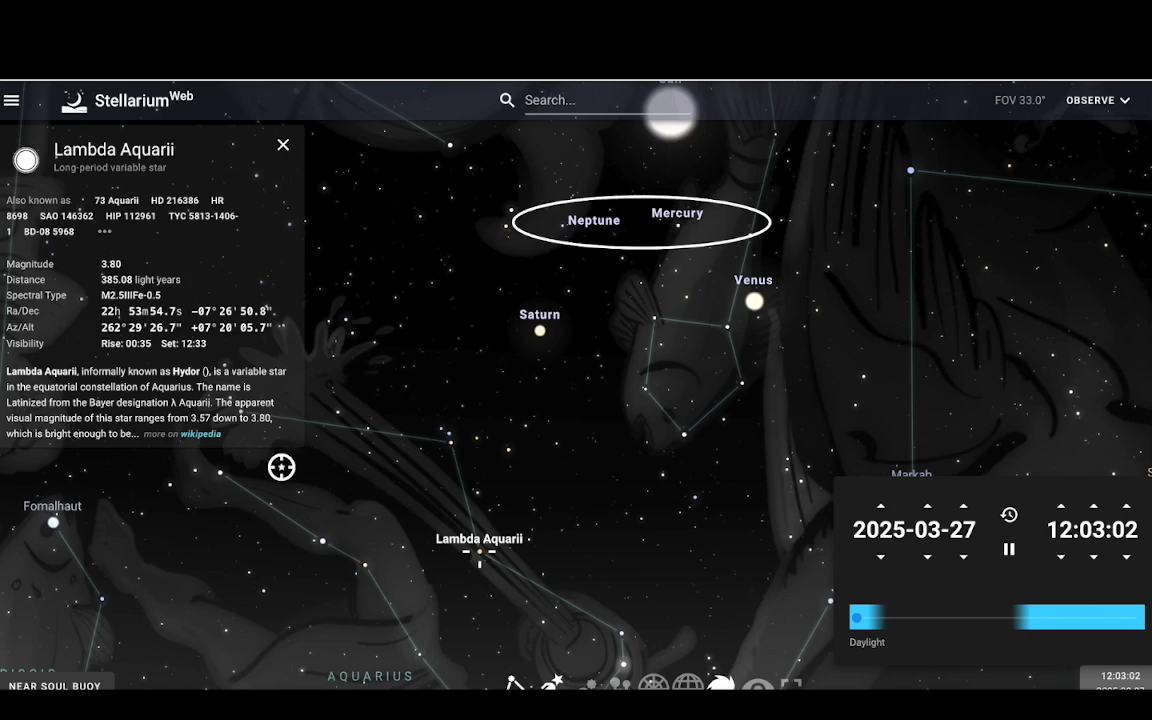 StellariumWeb
Search...
FOV 33.0°
OBSERVE
Lambda Aquarii
Long-period variable star
Also known as 73 Aquarii HD 216386 HR
8698 SAO 146362 HIP 112961 TYC 5813-1406-
1 BD-08 5968
Magnitude 3.80
Distance 385.08 light years
Spectral Type M2.5IIIFe-0.5
Ra/Dec 22h 53m 54.7s -07° 26' 50.8"
Az/Alt 262° 29' 26.7" +07° 20' 05.7"
Visibility Rise: 00:35 Set: 12:33
Lambda Aquarii, informally known as Hydor (), is a variable star
in the equatorial constellation of Aquarius. The name is
Latinized from the Bayer designation λ Aquarii. The apparent
visual magnitude of this star ranges from 3.57 down to 3.80,
which is bright enough to be... more on wikipedia
Neptune
Mercury
Venus
Saturn
Markab
Fomalhaut
Lambda Aquarii
AQUARIUS
NEAR SOUL BUOY
2025-03-27
12:03:02
Daylight
12:03:02